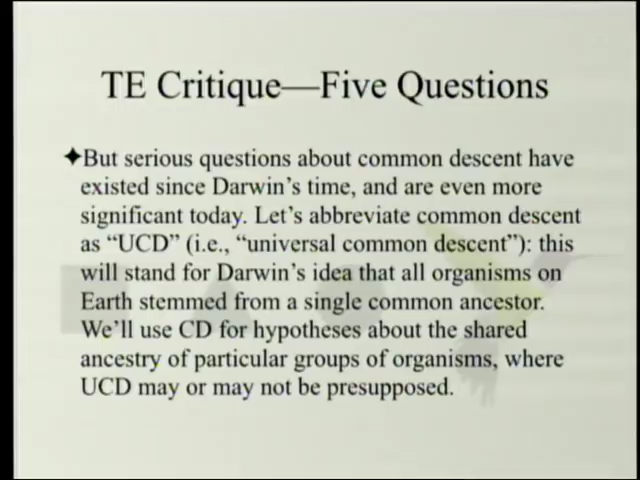 TE Critique—Five Questions
✦But serious questions about common descent have
existed since Darwin's time, and are even more
significant today. Let's abbreviate common descent
as “UCD” (i.e., “universal common descent”): this
will stand for Darwin's idea that all organisms on
Earth stemmed from a single common ancestor.
We'll use CD for hypotheses about the shared
ancestry of particular groups of organisms, where
UCD may or may not be presupposed.